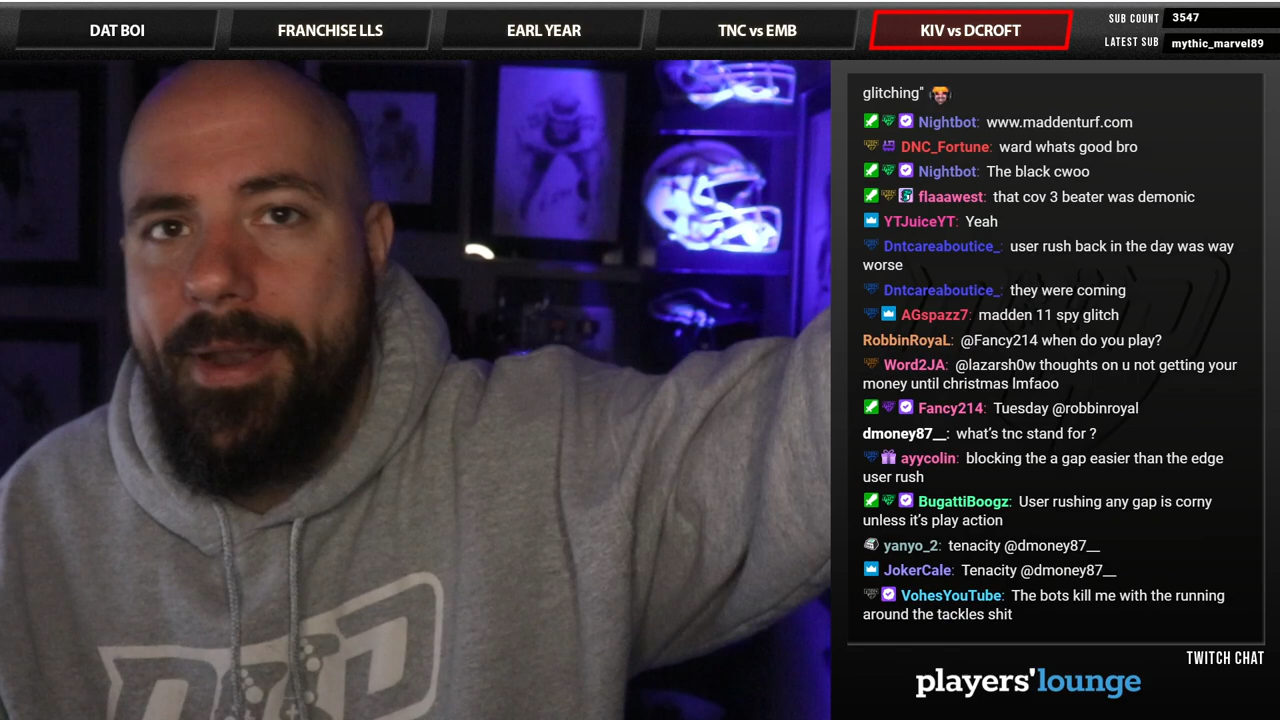 DAT BOI
FRANCHISE LLS
EARL YEAR
TNC vs EMB
KIV vs DCROFT
SUB COUNT 3547
LATEST SUB mythic_marvel89
glitching"
Nightbot: www.maddenturf.com
DNC_Fortune: ward whats good bro
Nightbot: The black cwoo
flaaawest: that cov 3 beater was demonic
YTJuiceYT: Yeah
Dntcareaboutice_: user rush back in the day was way
worse
Dntcareaboutice_: they were coming
AGspazz7: madden 11 spy glitch
RobbinRoyaL: @Fancy214 when do you play?
Word2JA: @lazarsh0w thoughts on u not getting your
money until christmas lmfaoo
Fancy214: Tuesday @robbinroyal
dmoney87__: what's tnc stand for ?
ayycolin: blocking the a gap easier than the edge
user rush
BugattiBoogz: User rushing any gap is corny
unless it's play action
yanyo_2: tenacity @dmoney87__
JokerCale: Tenacity @dmoney87__
VohesYouTube: The bots kill me with the running
around the tackles shit
TWITCH CHAT
players'lounge